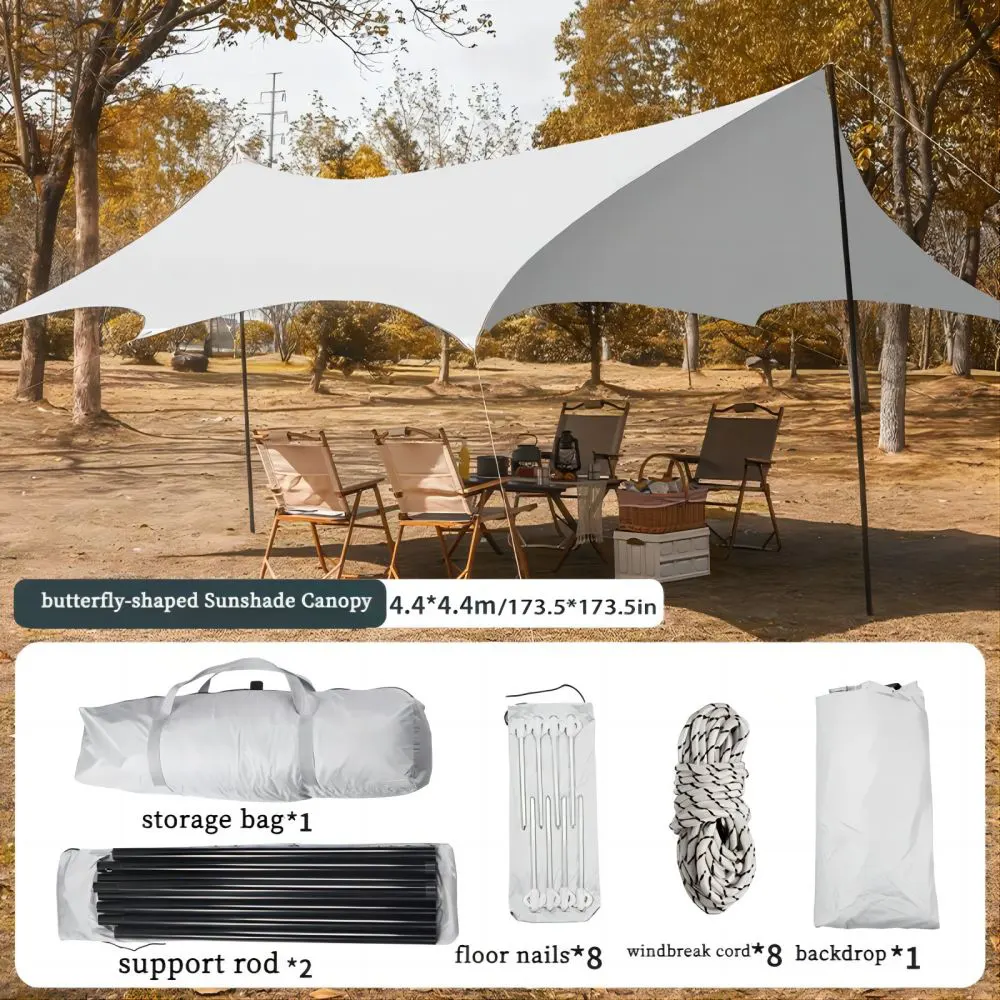 butterfly-shaped Sunshade Canopy 4.4*4.4m/173.5*173.5in
storage bag*1
support rod *2
floor nails*8
windbreak cord*8
backdrop*1